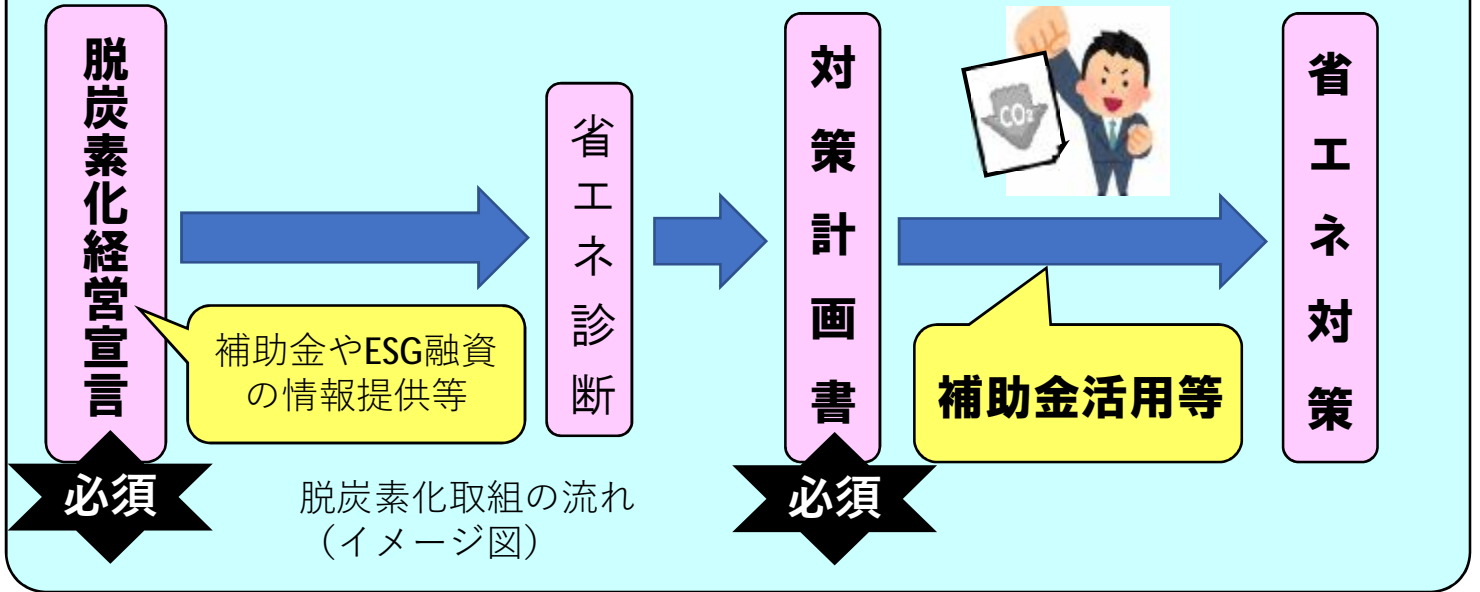 脱炭素化経営宣言
必須
補助金やESG融資
の情報提供等
省エネ診断
対策計画書
必須
CO₂
補助金活用等
省エネ対策
脱炭素化取組の流れ
（イメージ図）